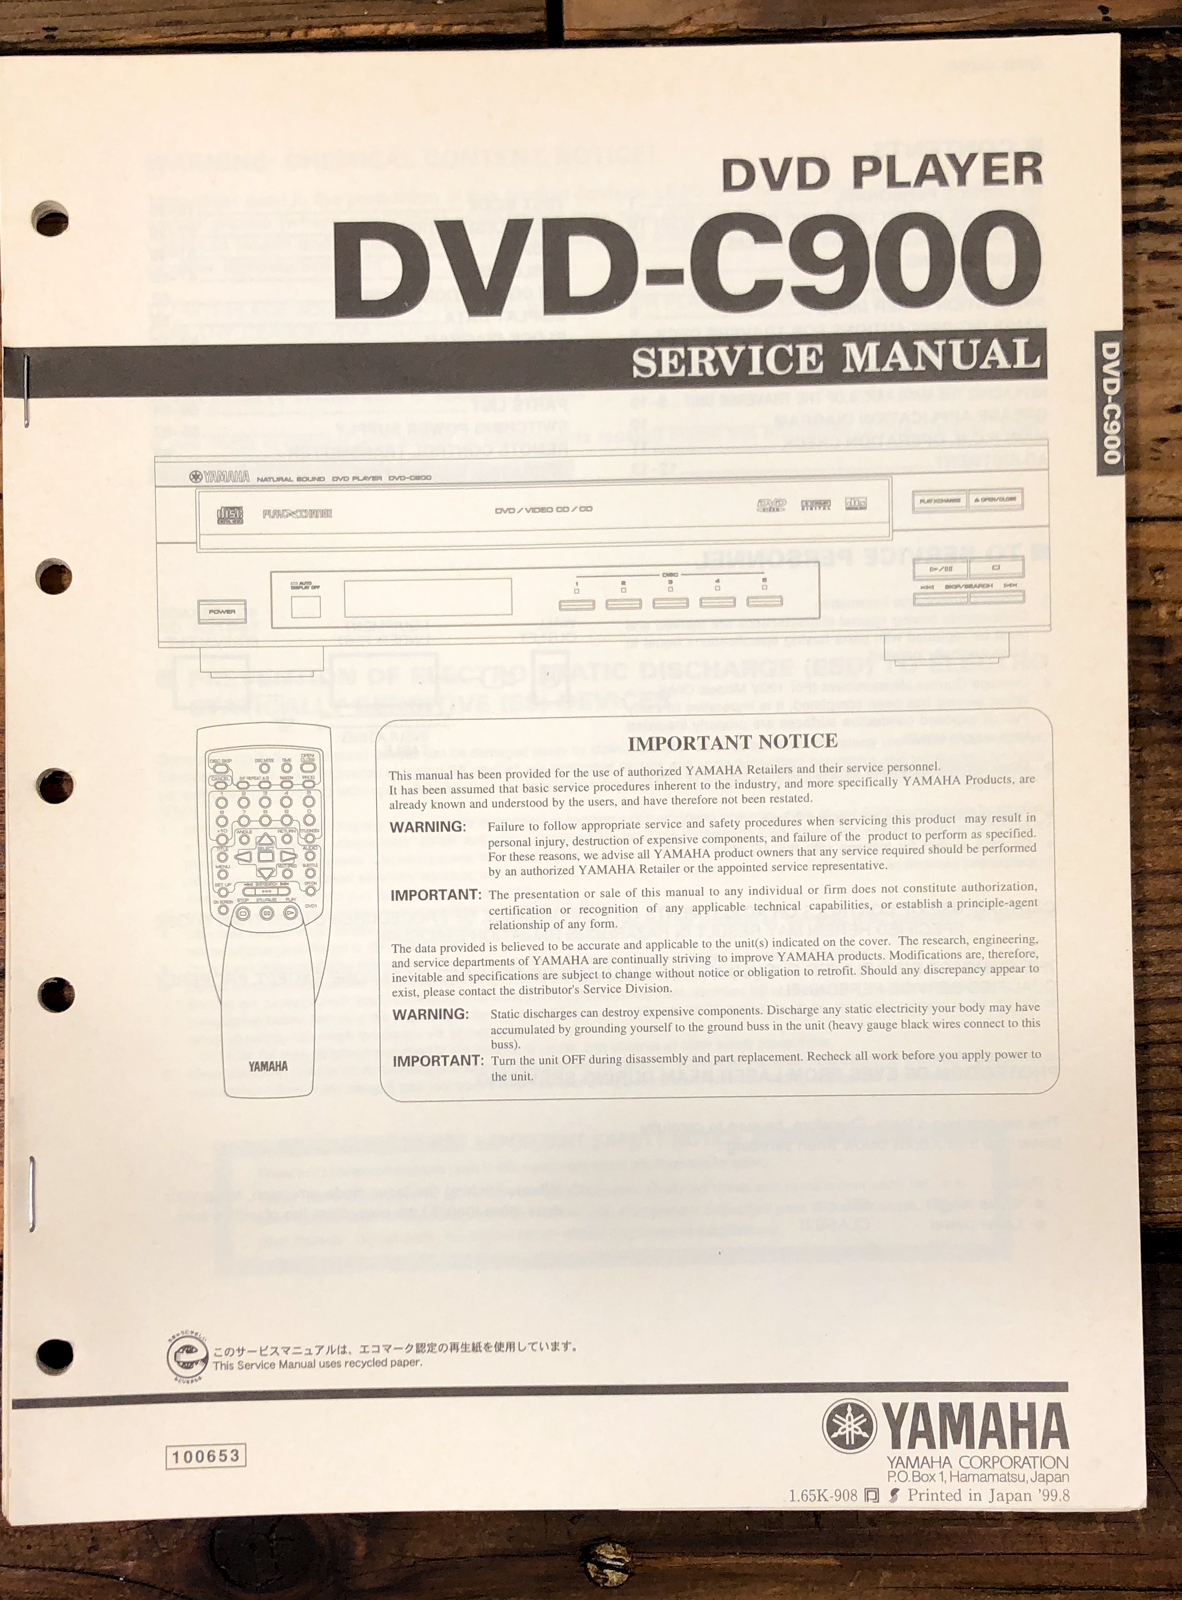 DVD PLAYER
DVD-C900
SERVICE MANUAL
DVD-C900
YAMAHA NATURAL SOUND DVD PLAYER DVD-C900
PLAYXCHANGE
DVD / VIDEO CD / CD
PLAYXCHANGE
OPEN/CLOSE
AUTO
DISPLAY OFF
DISC
1 2 3 4 5
POWER
SKIP/SEARCH
YAMAHA
IMPORTANT NOTICE
This manual has been provided for the use of authorized YAMAHA Retailers and their service personnel.
It has been assumed that basic service procedures inherent to the industry, and more specifically YAMAHA Products, are
already known and understood by the users, and have therefore not been restated.
WARNING: Failure to follow appropriate service and safety procedures when servicing this product may result in
personal injury, destruction of expensive components, and failure of the product to perform as specified.
For these reasons, we advise all YAMAHA product owners that any service required should be performed
by an authorized YAMAHA Retailer or the appointed service representative.
IMPORTANT: The presentation or sale of this manual to any individual or firm does not constitute authorization,
certification or recognition of any applicable technical capabilities, or establish a principle-agent
relationship of any form.
The data provided is believed to be accurate and applicable to the unit(s) indicated on the cover. The research, engineering,
and service departments of YAMAHA are continually striving to improve YAMAHA products. Modifications are, therefore,
inevitable and specifications are subject to change without notice or obligation to retrofit. Should any discrepancy appear to
exist, please contact the distributor's Service Division.
WARNING: Static discharges can destroy expensive components. Discharge any static electricity your body may have
accumulated by grounding yourself to the ground buss in the unit (heavy gauge black wires connect to this
buss).
IMPORTANT: Turn the unit OFF during disassembly and part replacement. Recheck all work before you apply power to
the unit.
このサービスマニュアルは、エコマーク認定の再生紙を使用しています。
This Service Manual uses recycled paper.
100653
YAMAHA
YAMAHA CORPORATION
P.O.Box 1, Hamamatsu, Japan
1.65K-908 Printed in Japan '99.8